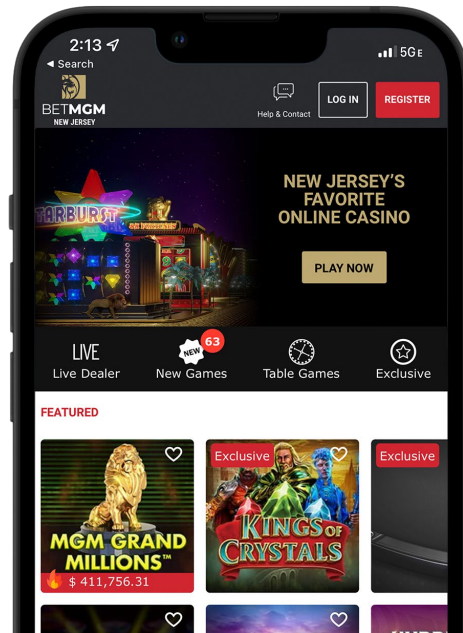 2:13
5GE
◀ Search
BETMGM
NEW JERSEY
Help & Contact
LOG IN
REGISTER
STARBURST
NEW JERSEY'S
FAVORITE
ONLINE CASINO
PLAY NOW
LIVE
NEW
63
Live Dealer
New Games
Table Games
Exclusive
FEATURED
Exclusive
Exclusive
MGM GRAND
MILLIONS™
$ 411,756.31
KINGS OF
CRYSTALS